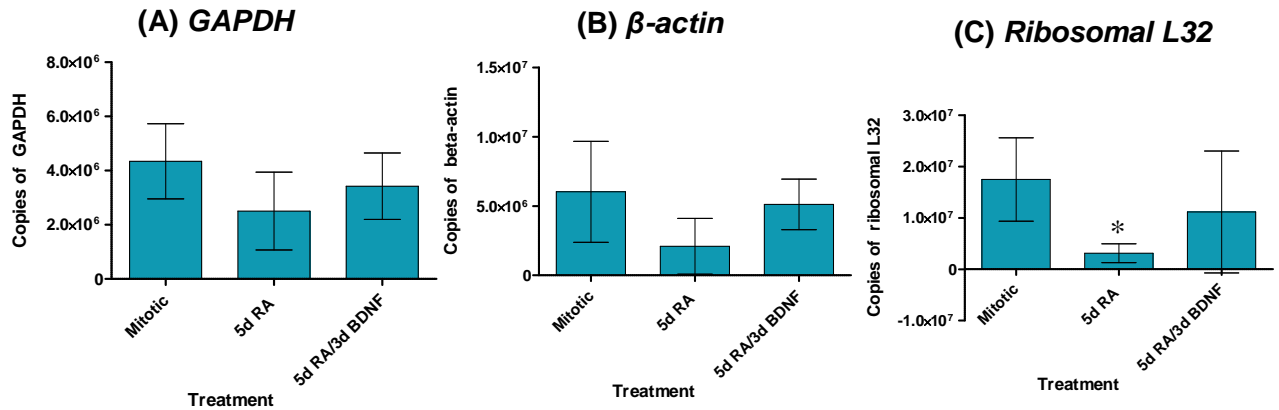 (A) GAPDH
Copies of GAPDH
8.0×10⁶
6.0×10⁶
4.0×10⁶
2.0×10⁶
0
Mitotic
5d RA
5d RA/3d BDNF
Treatment
(B) β-actin
Copies of beta-actin
1.5×10⁷
1.0×10⁷
5.0×10⁶
0
Mitotic
5d RA
5d RA/3d BDNF
Treatment
(C) Ribosomal L32
Copies of ribosomal L32
3.0×10⁷
2.0×10⁷
1.0×10⁷
0
-1.0×10⁷
*
Mitotic
5d RA
5d RA/3d BDNF
Treatment